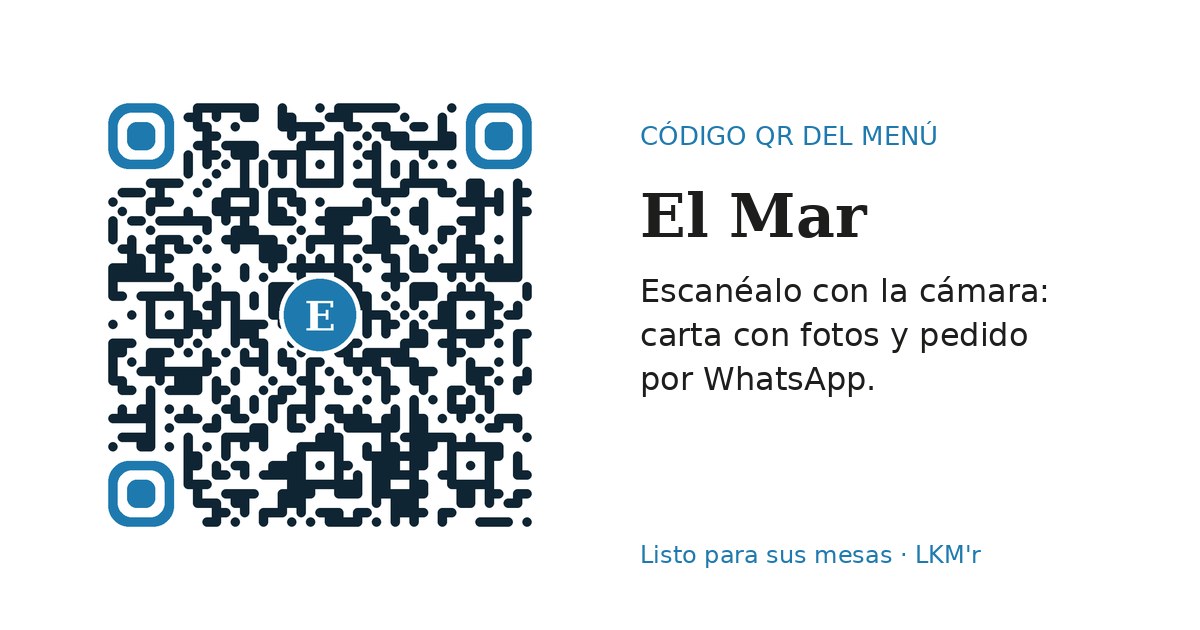 E
CÓDIGO QR DEL MENÚ
El Mar
Escanéalo con la cámara:
carta con fotos y pedido
por WhatsApp.
Listo para sus mesas · LKM'r